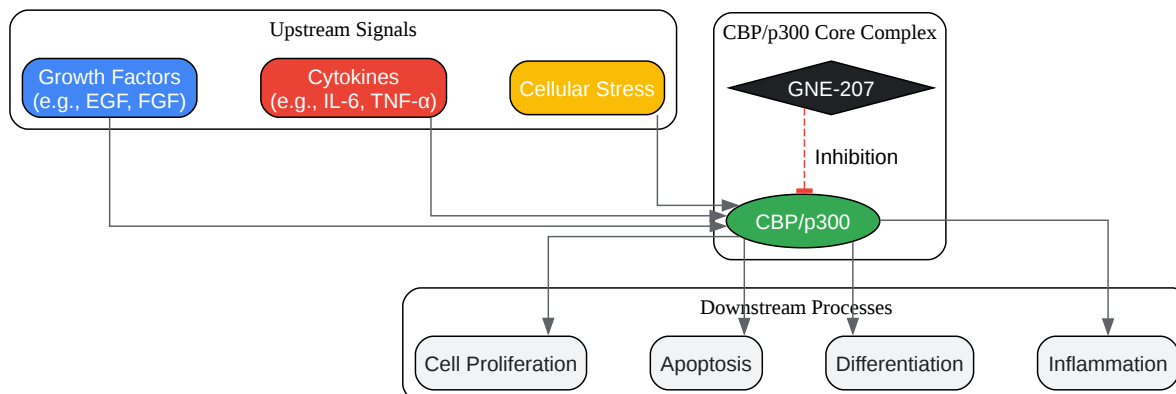 Upstream Signals
CBP/p300 Core Complex
Growth Factors
(e.g., EGF, FGF)
Cytokines
(e.g., IL-6, TNF-α)
Cellular Stress
GNE-207
Inhibition
CBP/p300
Downstream Processes
Cell Proliferation
Apoptosis
Differentiation
Inflammation